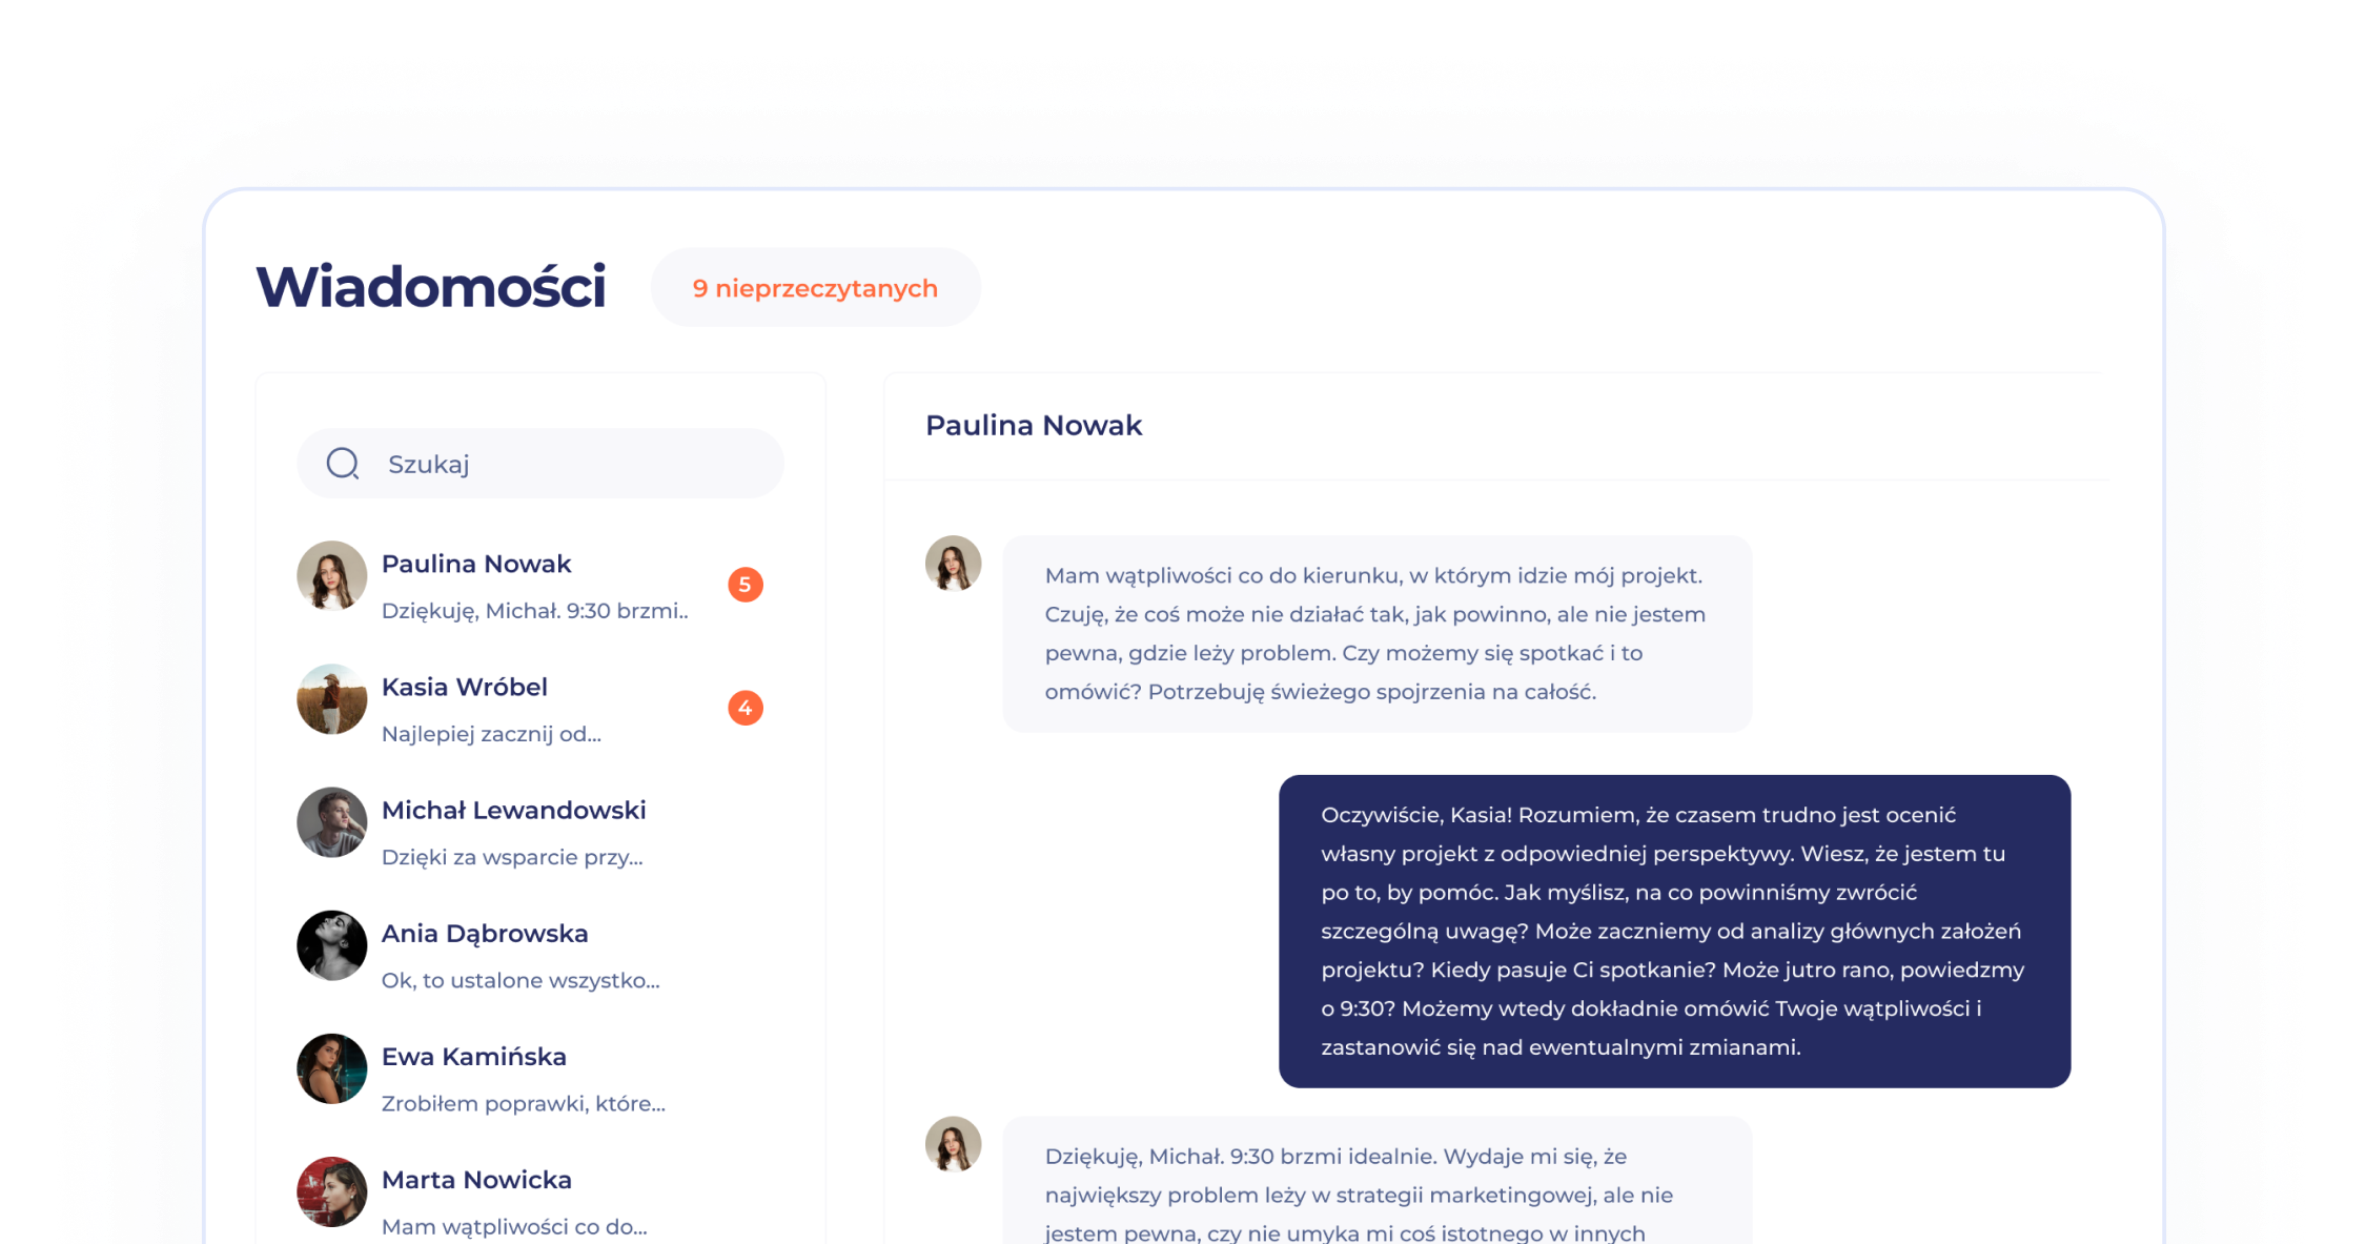 Wiadomości
9 nieprzeczytanych
Szukaj
Paulina Nowak
Dziękuję, Michał. 9:30 brzmi..
5
Kasia Wróbel
Najlepiej zacznij od...
4
Michał Lewandowski
Dzięki za wsparcie przy...
Ania Dąbrowska
Ok, to ustalone wszystko...
Ewa Kamińska
Zrobiłem poprawki, które...
Marta Nowicka
Mam wątpliwości co do...
Paulina Nowak
Mam wątpliwości co do kierunku, w którym idzie mój projekt.
Czuję, że coś może nie działać tak, jak powinno, ale nie jestem
pewna, gdzie leży problem. Czy możemy się spotkać i to
omówić? Potrzebuję świeżego spojrzenia na całość.
Oczywiście, Kasia! Rozumiem, że czasem trudno jest ocenić
własny projekt z odpowiedniej perspektywy. Wiesz, że jestem tu
po to, by pomóc. Jak myślisz, na co powinniśmy zwrócić
szczególną uwagę? Może zaczniemy od analizy głównych założeń
projektu? Kiedy pasuje Ci spotkanie? Może jutro rano, powiedzmy
o 9:30? Możemy wtedy dokładnie omówić Twoje wątpliwości i
zastanowić się nad ewentualnymi zmianami.
Dziękuję, Michał. 9:30 brzmi idealnie. Wydaje mi się, że
największy problem leży w strategii marketingowej, ale nie
jestem pewna, czy nie umyka mi coś istotnego w innych